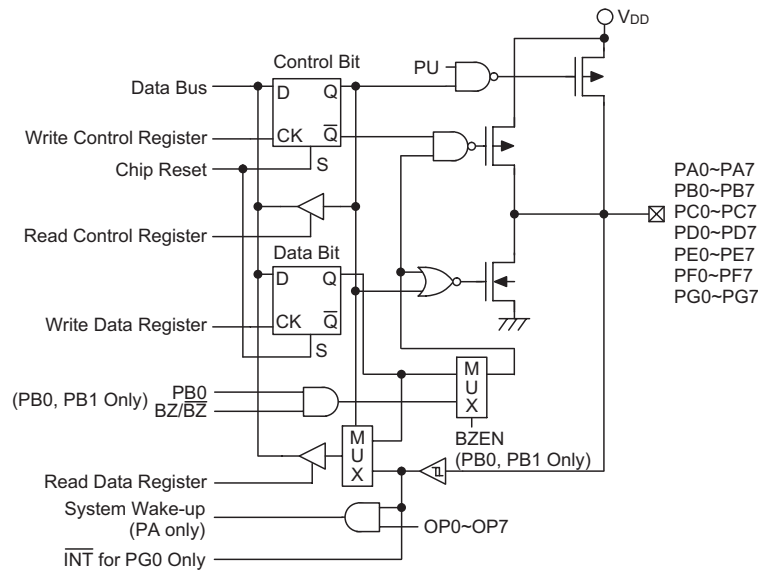 VDD
Control Bit
PU
Data Bus
D Q
Write Control Register
CK Q̅
Chip Reset
S
PA0~PA7
PB0~PB7
PC0~PC7
PD0~PD7
PE0~PE7
PF0~PF7
PG0~PG7
Read Control Register
Data Bit
D Q
Write Data Register
CK Q̅
S
MUX
PB0
(PB0, PB1 Only)
BZ/B̅Z̅
BZEN
(PB0, PB1 Only)
MUX
Read Data Register
System Wake-up
(PA only)
OP0~OP7
I̅N̅T̅ for PG0 Only